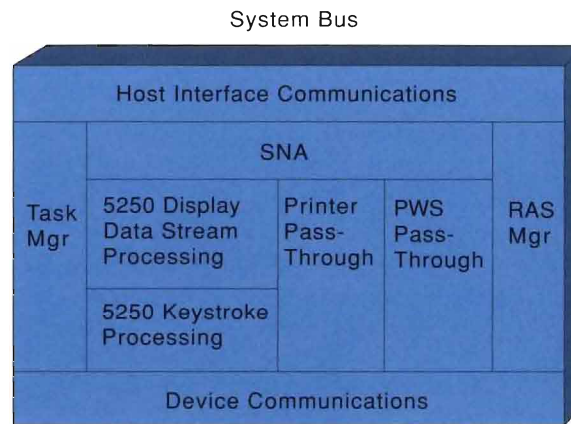 System Bus
Host Interface Communications
SNA
Task
Mgr
5250 Display
Data Stream
Processing
5250 Keystroke
Processing
Printer
Pass-
Through
PWS
Pass-
Through
RAS
Mgr
Device Communications